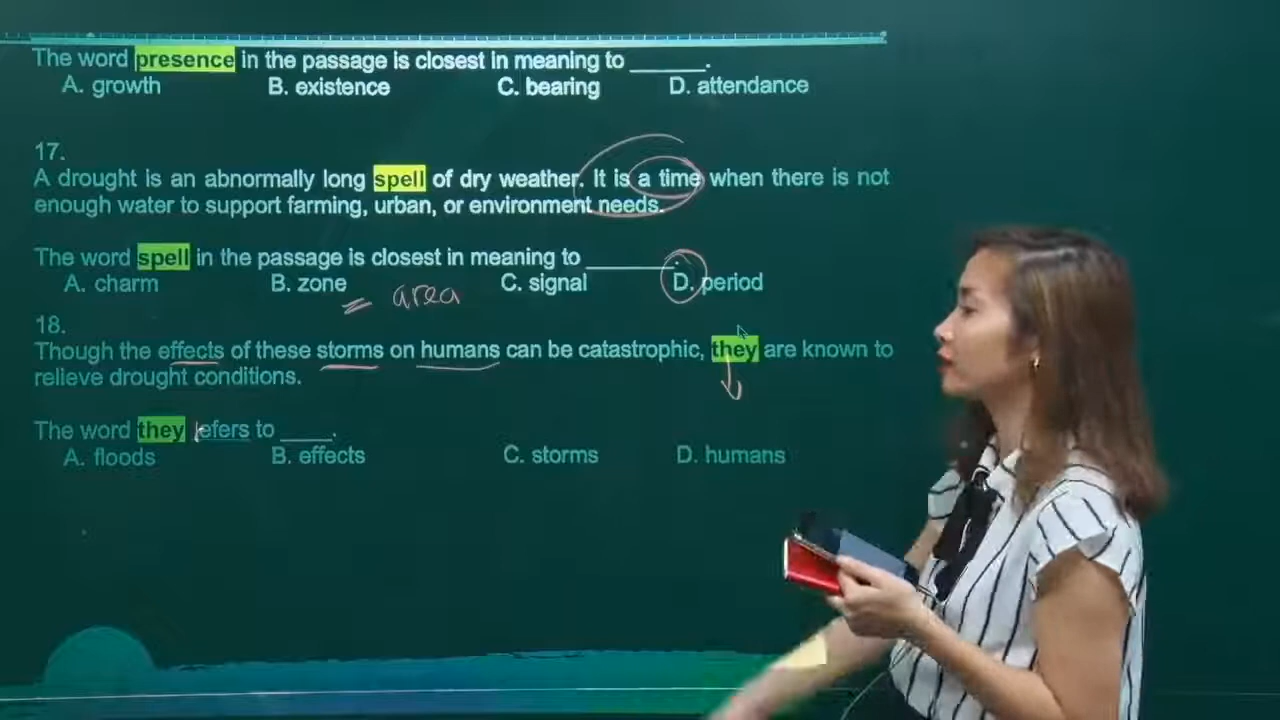 The word presence in the passage is closest in meaning to ______.
A. growth B. existence C. bearing D. attendance
17.
A drought is an abnormally long spell of dry weather. It is a time when there is not
enough water to support farming, urban, or environment needs.
The word spell in the passage is closest in meaning to _______.
A. charm B. zone C. signal D. period
= area
18.
Though the effects of these storms on humans can be catastrophic, they are known to
relieve drought conditions.
The word they refers to ____.
A. floods B. effects C. storms D. humans